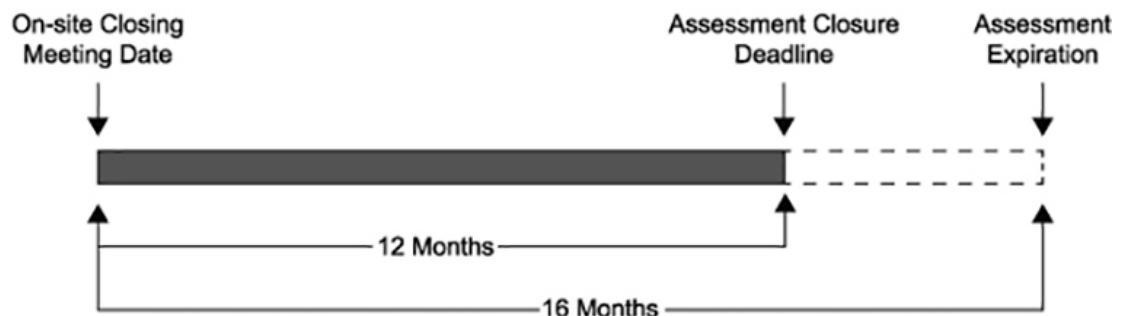 On-site Closing
Meeting Date
Assessment Closure
Deadline
Assessment
Expiration
12 Months
16 Months